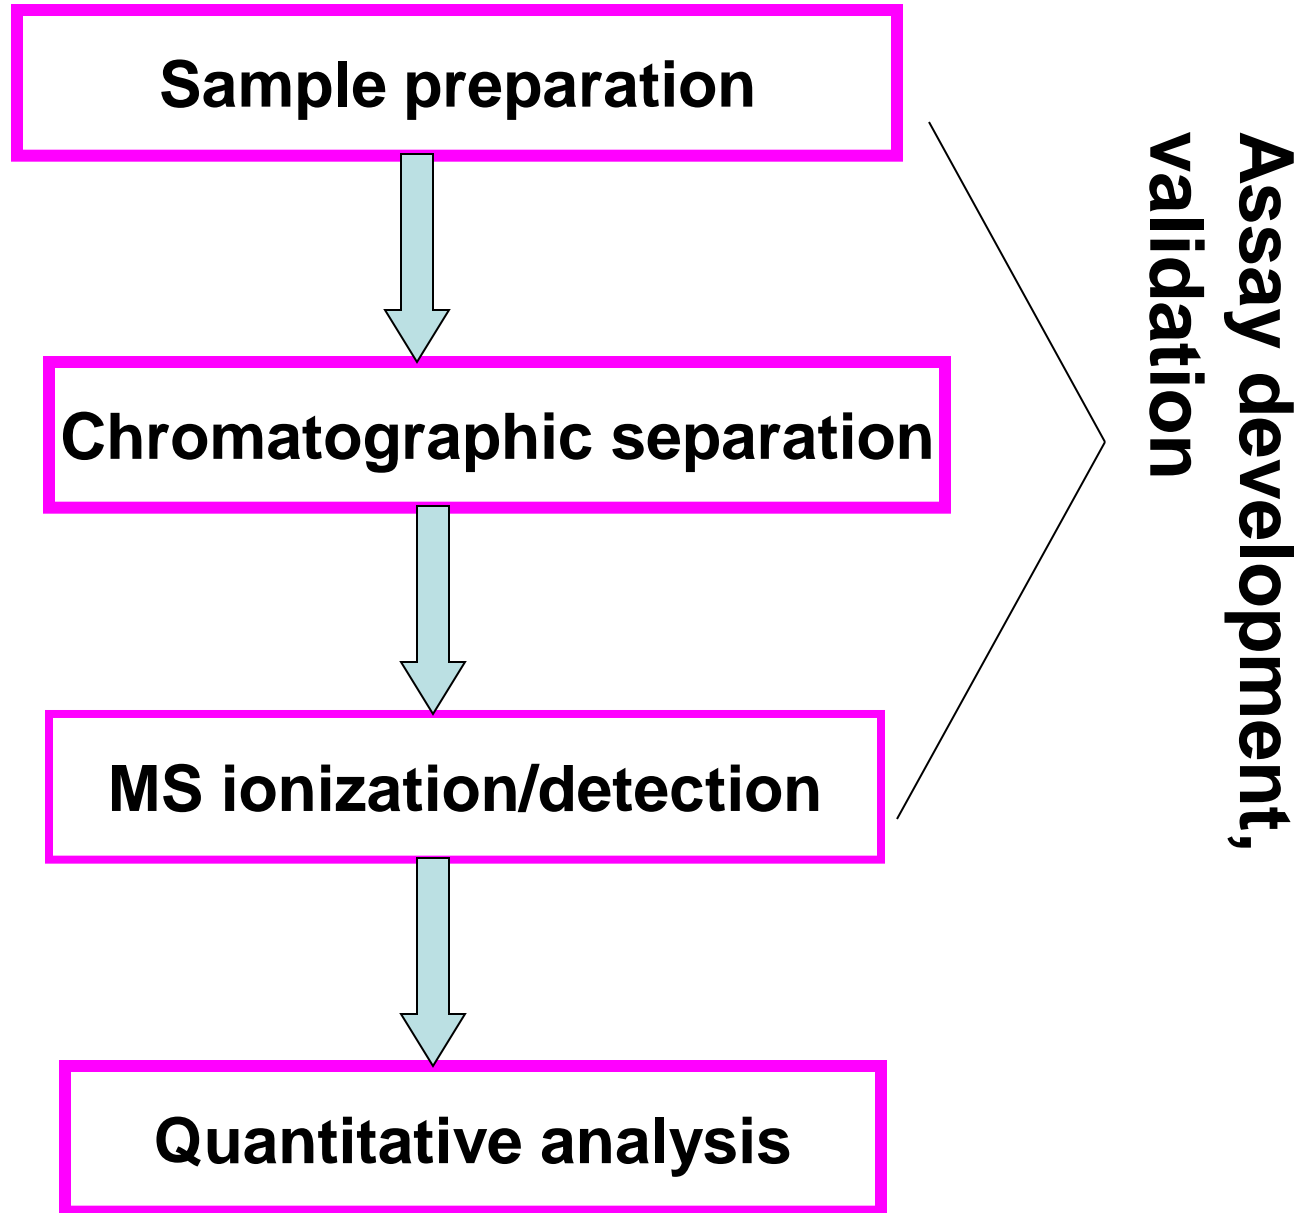 Sample preparation
Chromatographic separation
MS ionization/detection
Quantitative analysis
Assay development,
validation